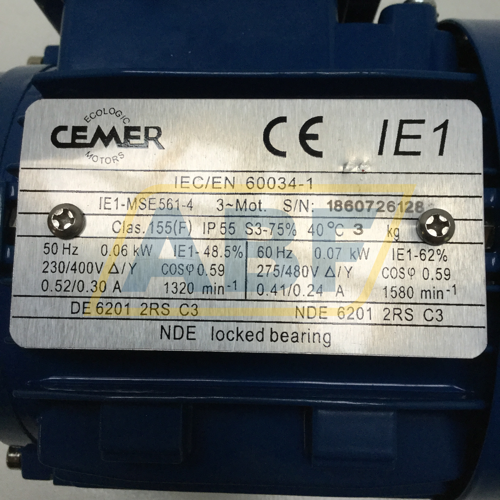 ECOLOGIC
CEMER
MOTORS
CE IE1
IEC/EN 60034-1
IE1-MSE561-4 3~Mot. S/N: 1860726128
Clas. 155(F) IP 55 S3-75% 40°C 3 kg
50 Hz 0.06 kW IE1-48.5% 60 Hz 0.07 kW IE1-62%
230/400V Δ/Y COSφ 0.59 275/480V Δ/Y COSφ 0.59
0.52/0.30 A 1320 min⁻¹ 0.41/0.24 A 1580 min⁻¹
DE 6201 2RS C3 NDE 6201 2RS C3
NDE locked bearing
ABF